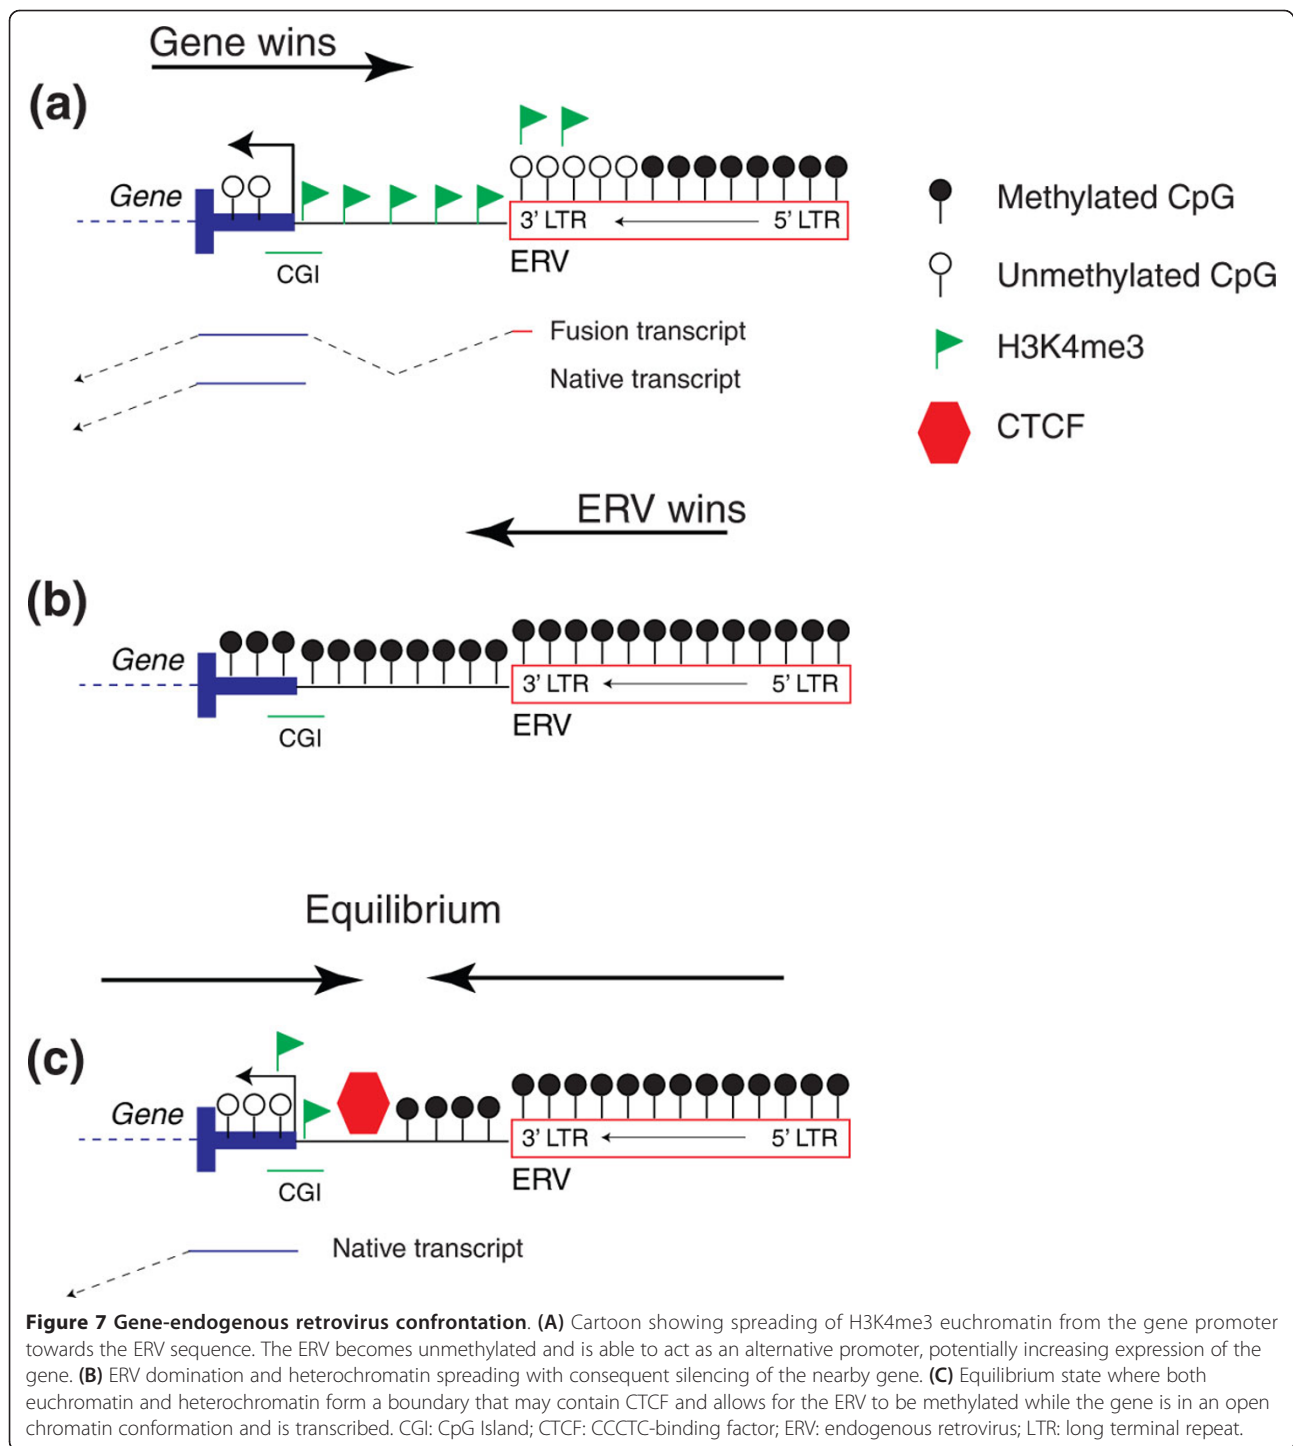 Gene wins
(a)
Gene
3' LTR
5' LTR
CGI
ERV
Fusion transcript
Native transcript
Methylated CpG
Unmethylated CpG
H3K4me3
CTCF
ERV wins
(b)
Gene
3' LTR
5' LTR
CGI
ERV
Equilibrium
(c)
Gene
3' LTR
5' LTR
CGI
ERV
Native transcript
Figure 7 Gene-endogenous retrovirus confrontation. (A) Cartoon showing spreading of H3K4me3 euchromatin from the gene promoter
towards the ERV sequence. The ERV becomes unmethylated and is able to act as an alternative promoter, potentially increasing expression of the
gene. (B) ERV domination and heterochromatin spreading with consequent silencing of the nearby gene. (C) Equilibrium state where both
euchromatin and heterochromatin form a boundary that may contain CTCF and allows for the ERV to be methylated while the gene is in an open
chromatin conformation and is transcribed. CGI: CpG Island; CTCF: CCCTC-binding factor; ERV: endogenous retrovirus; LTR: long terminal repeat.